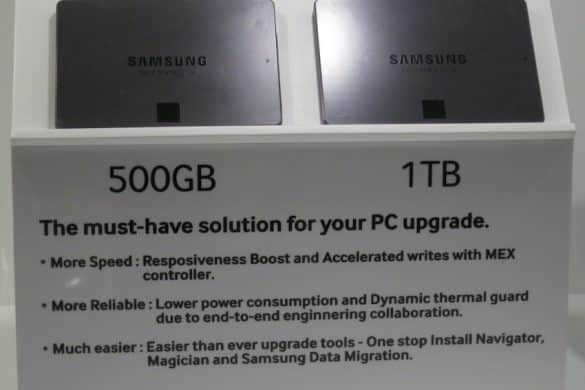 SAMSUNG
SAMSUNG
500GB
1TB
The must-have solution for your PC upgrade.
• More Speed : Resposiveness Boost and Accelerated writes with MEX
controller.
• More Reliable : Lower power consumption and Dynamic thermal guard
due to end-to-end enginnering collaboration.
• Much easier : Easier than ever upgrade tools - One stop Install Navigator,
Magician and Samsung Data Migration.